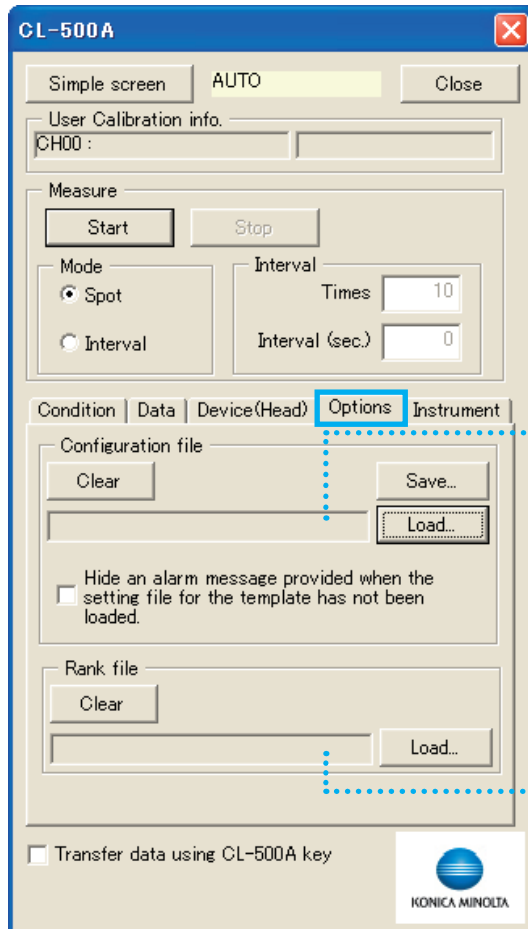 CL-500A
Simple screen AUTO Close
User Calibration info.
CH00 :
Measure
Start Stop
Mode Interval
Spot Times 10
Interval Interval (sec.) 0
Condition Data Device(Head) Options Instrument
Configuration file
Clear Save...
Load...
Hide an alarm message provided when the
setting file for the template has not been
loaded.
Rank file
Clear
Load...
Transfer data using CL-500A key
KONICA MINOLTA